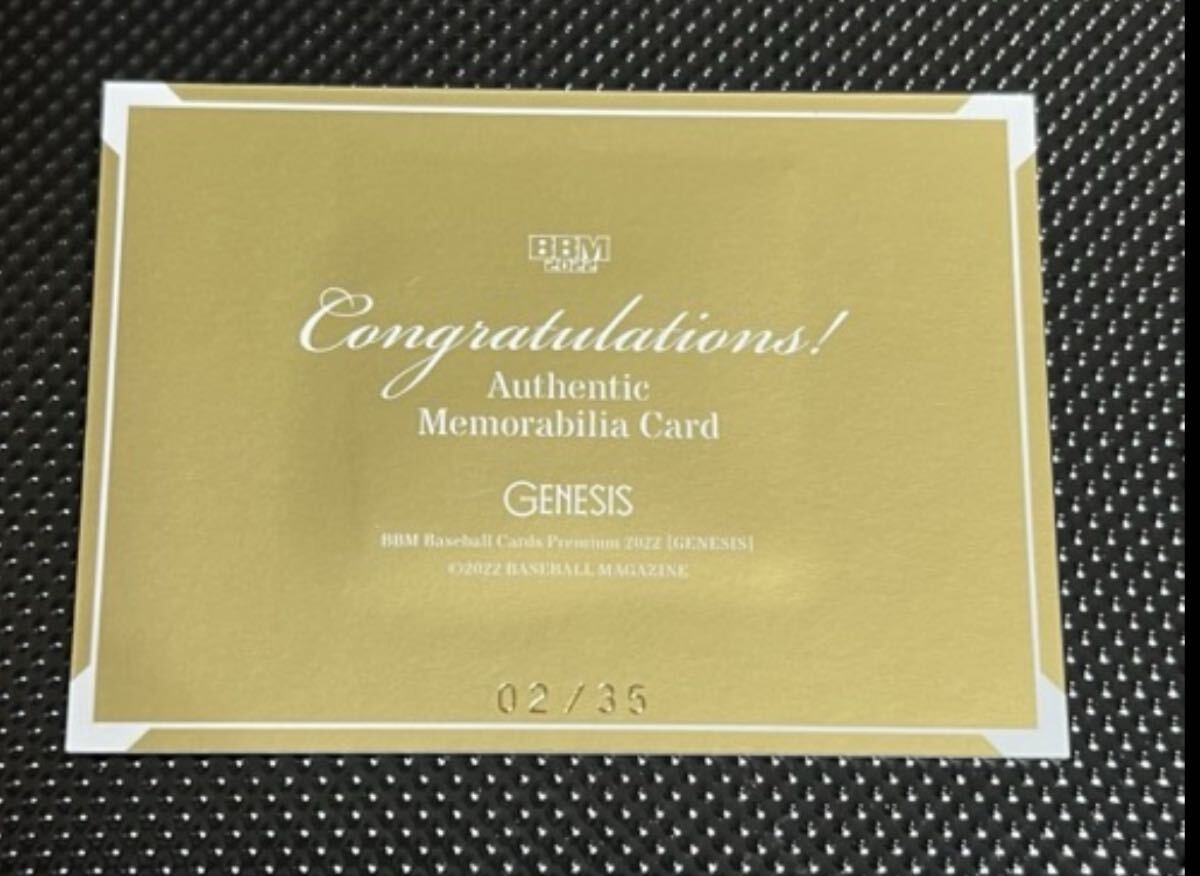 BBM
2022
Congratulations!
Authentic
Memorabilia Card
GENESIS
BBM Baseball Cards Premium 2022 [GENESIS]
©2022 BASEBALL MAGAZINE
02/35